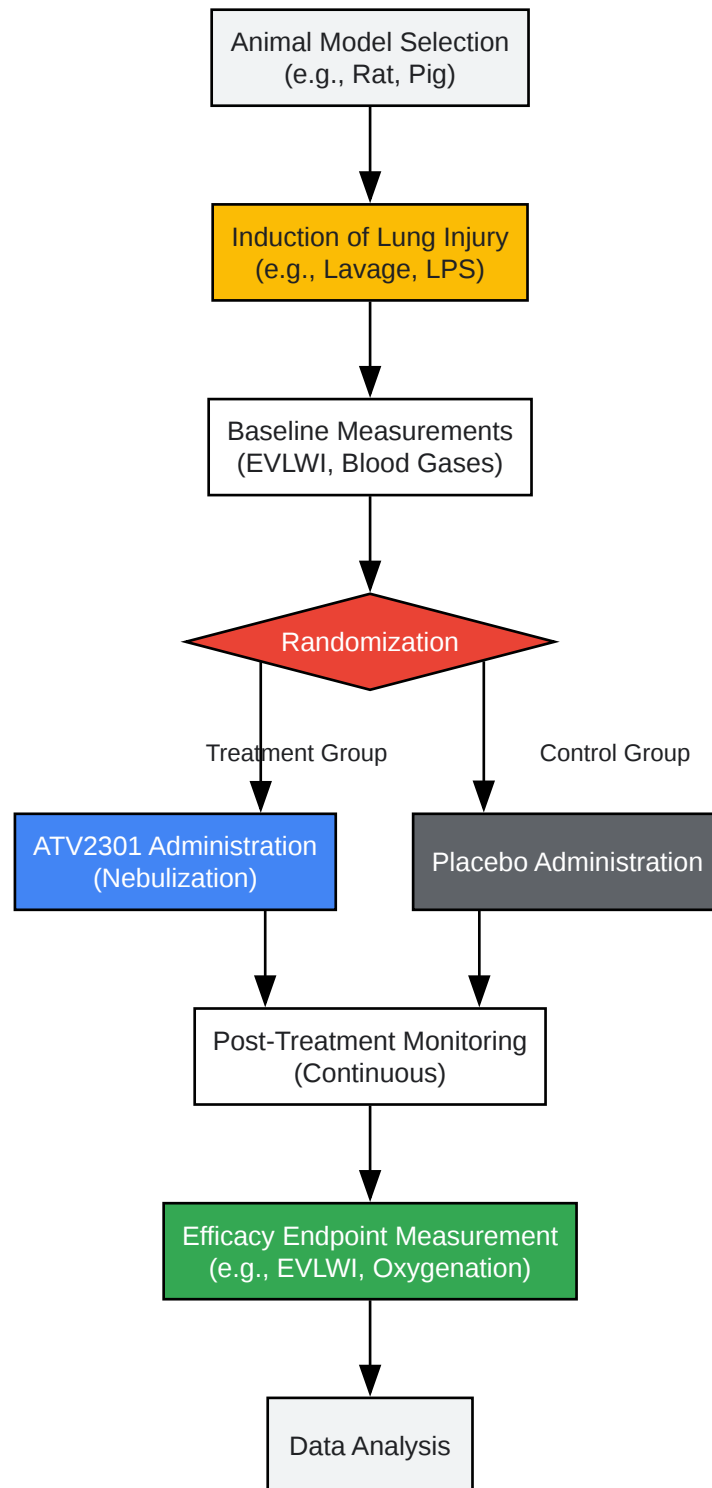 Animal Model Selection
(e.g., Rat, Pig)
Induction of Lung Injury
(e.g., Lavage, LPS)
Baseline Measurements
(EVLWI, Blood Gases)
Randomization
Treatment Group
Control Group
ATV2301 Administration
(Nebulization)
Placebo Administration
Post-Treatment Monitoring
(Continuous)
Efficacy Endpoint Measurement
(e.g., EVLWI, Oxygenation)
Data Analysis